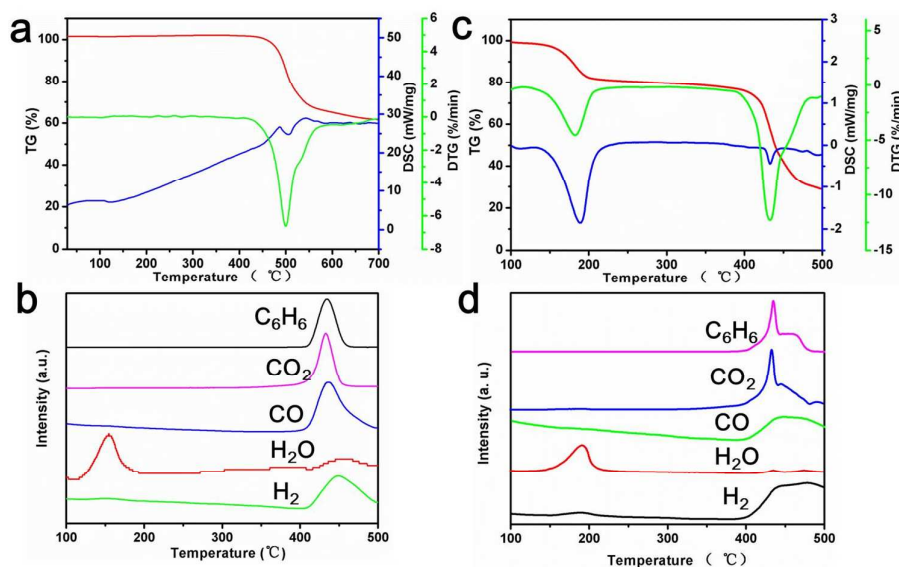 a
TG (%)
100
80
60
40
20
0
100
200
300
400
500
600
700
Temperature ( ℃)
50
40
30
20
10
0
DSC (mW/mg)
6
4
2
0
-2
-4
-6
-8
DTG (%/min)
c
TG (%)
100
80
60
40
20
0
100
200
300
400
500
Temperature ( ℃)
3
2
1
0
-1
-2
DSC (mW/mg)
5
0
-5
-10
-15
DTG (%/min)
b
Intensity (a.u.)
C6H6
CO2
CO
H2O
H2
100
200
300
400
500
Temperature (℃)
d
Intensity (a. u.)
C6H6
CO2
CO
H2O
H2
100
200
300
400
500
Temperature ( ℃)